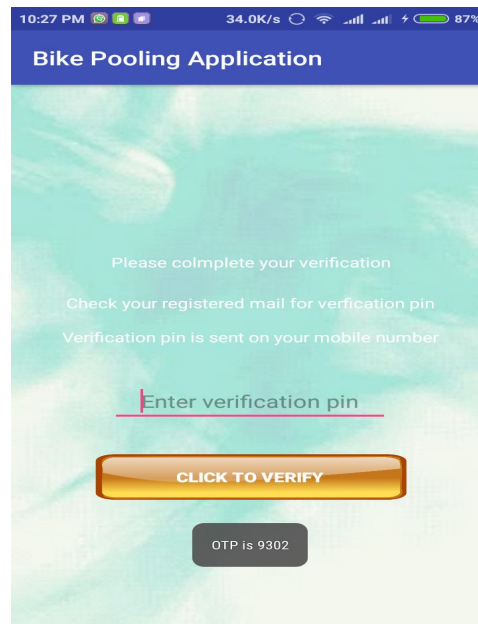 10:27 PM 34.0K/s 87%
Bike Pooling Application
Please colmplete your verification
Check your registered mail for verfication pin
Verification pin is sent on your mobile number
Enter verification pin
CLICK TO VERIFY
OTP is 9302